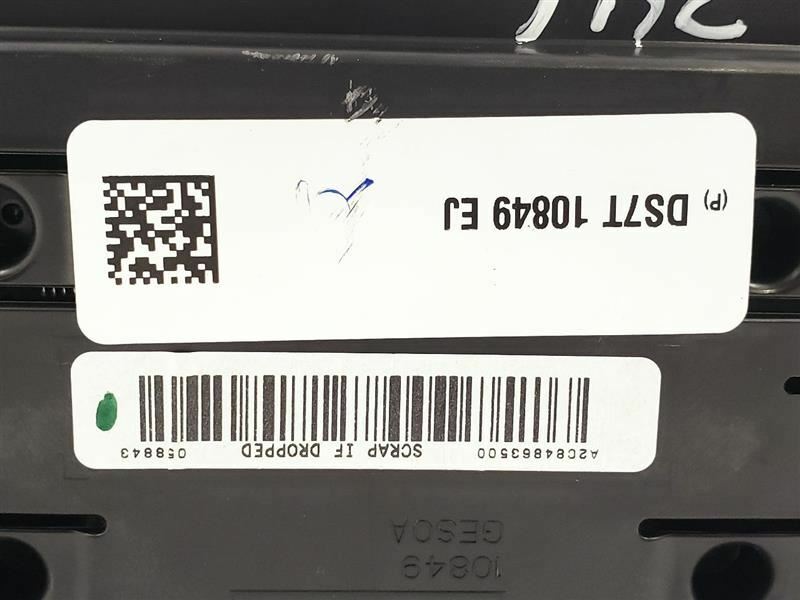 10849
GESOA
A2C84863500 SCRAP IF DROPPED 058843
(P) DS7T 10849 EJ